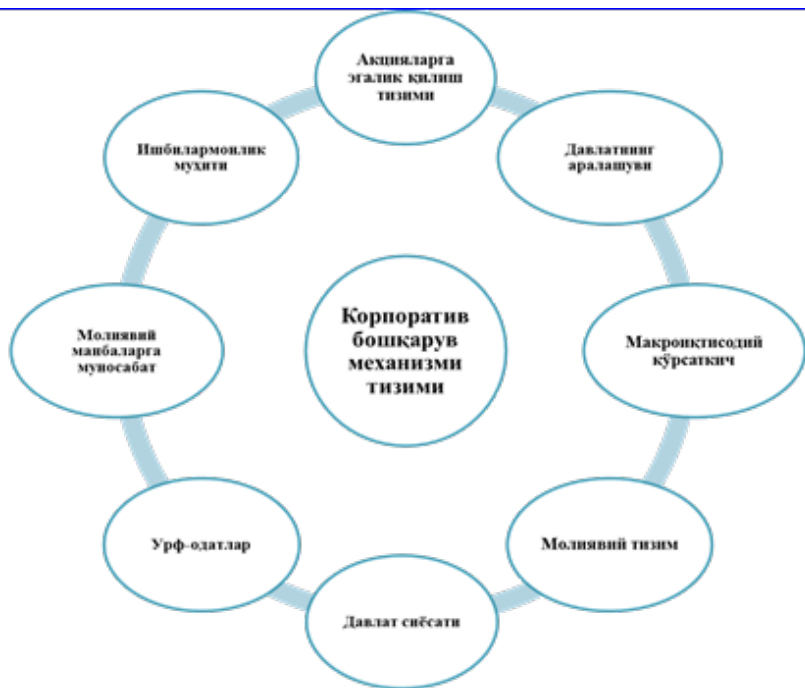 Акцияларга
эгалик қилиш
тизими
Давлатнинг
аралашуви
Макроиқтисодий
кўрсаткич
Молиявий тизим
Давлат сиёсати
Урф-одатлар
Молиявий
манбаларга
муносабат
Ишбилармонлик
муҳити
Корпоратив
бошқарув
механизми
тизими